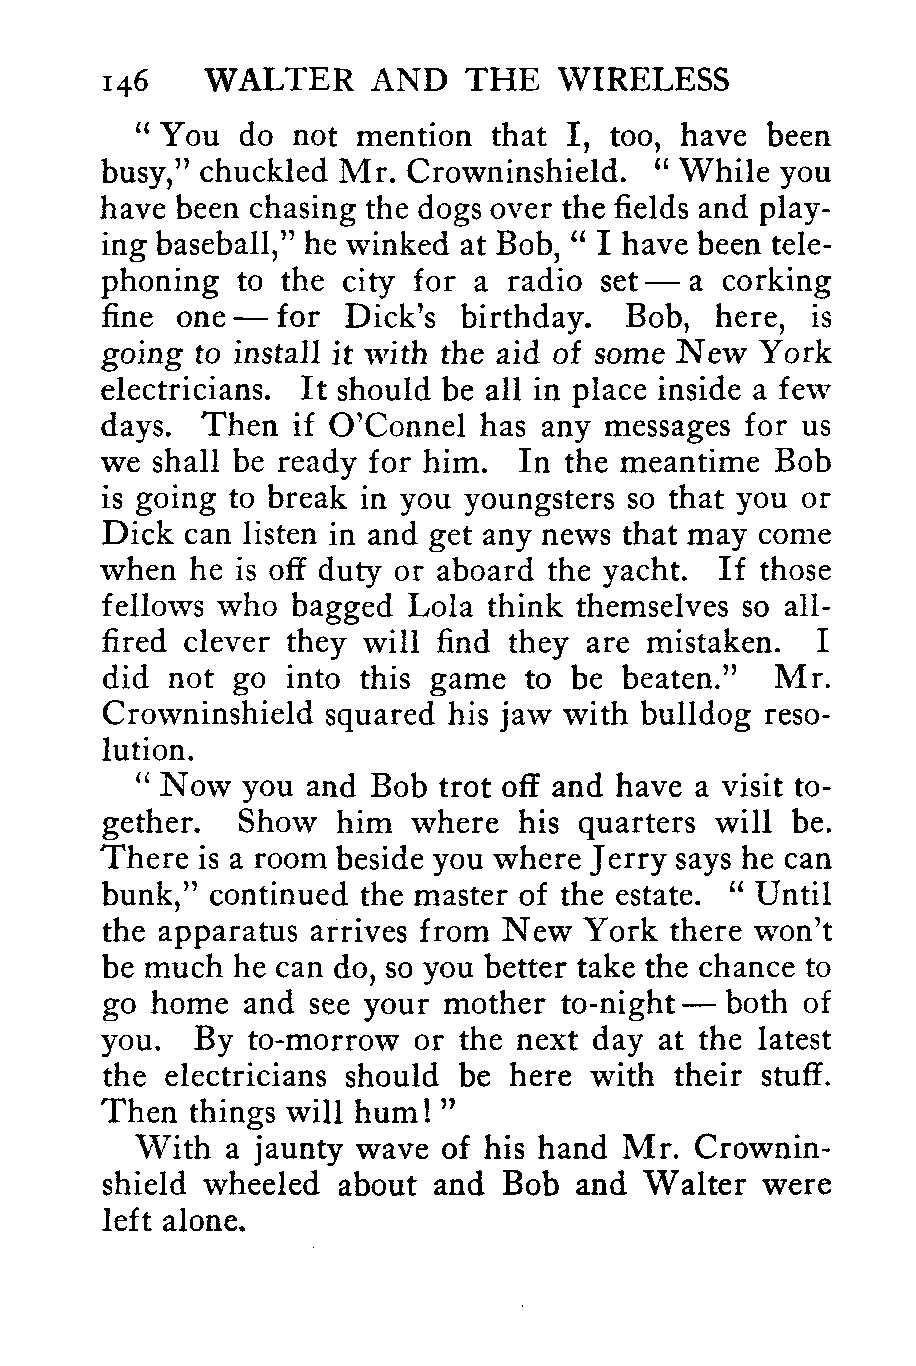 146 WALTER AND THE WIRELESS
“ You do not mention that I, too, have been
busy,” chuckled Mr. Crowninshield. “ While you
have been chasing the dogs over the fields and play-
ing baseball,” he winked at Bob, “ I have been tele-
phoning to the city for a radio set — a corking
fine one — for Dick’s birthday. Bob, here, is
going to install it with the aid of some New York
electricians. It should be all in place inside a few
days. Then if O’Connel has any messages for us
we shall be ready for him. In the meantime Bob
is going to break in you youngsters so that you or
Dick can listen in and get any news that may come
when he is off duty or aboard the yacht. If those
fellows who bagged Lola think themselves so all-
fired clever they will find they are mistaken. I
did not go into this game to be beaten.” Mr.
Crowninshield squared his jaw with bulldog reso-
lution.
“ Now you and Bob trot off and have a visit to-
gether. Show him where his quarters will be.
There is a room beside you where Jerry says he can
bunk,” continued the master of the estate. “ Until
the apparatus arrives from New York there won’t
be much he can do, so you better take the chance to
go home and see your mother to-night — both of
you. By to-morrow or the next day at the latest
the electricians should be here with their stuff.
Then things will hum! ”
With a jaunty wave of his hand Mr. Crownin-
shield wheeled about and Bob and Walter were
left alone.